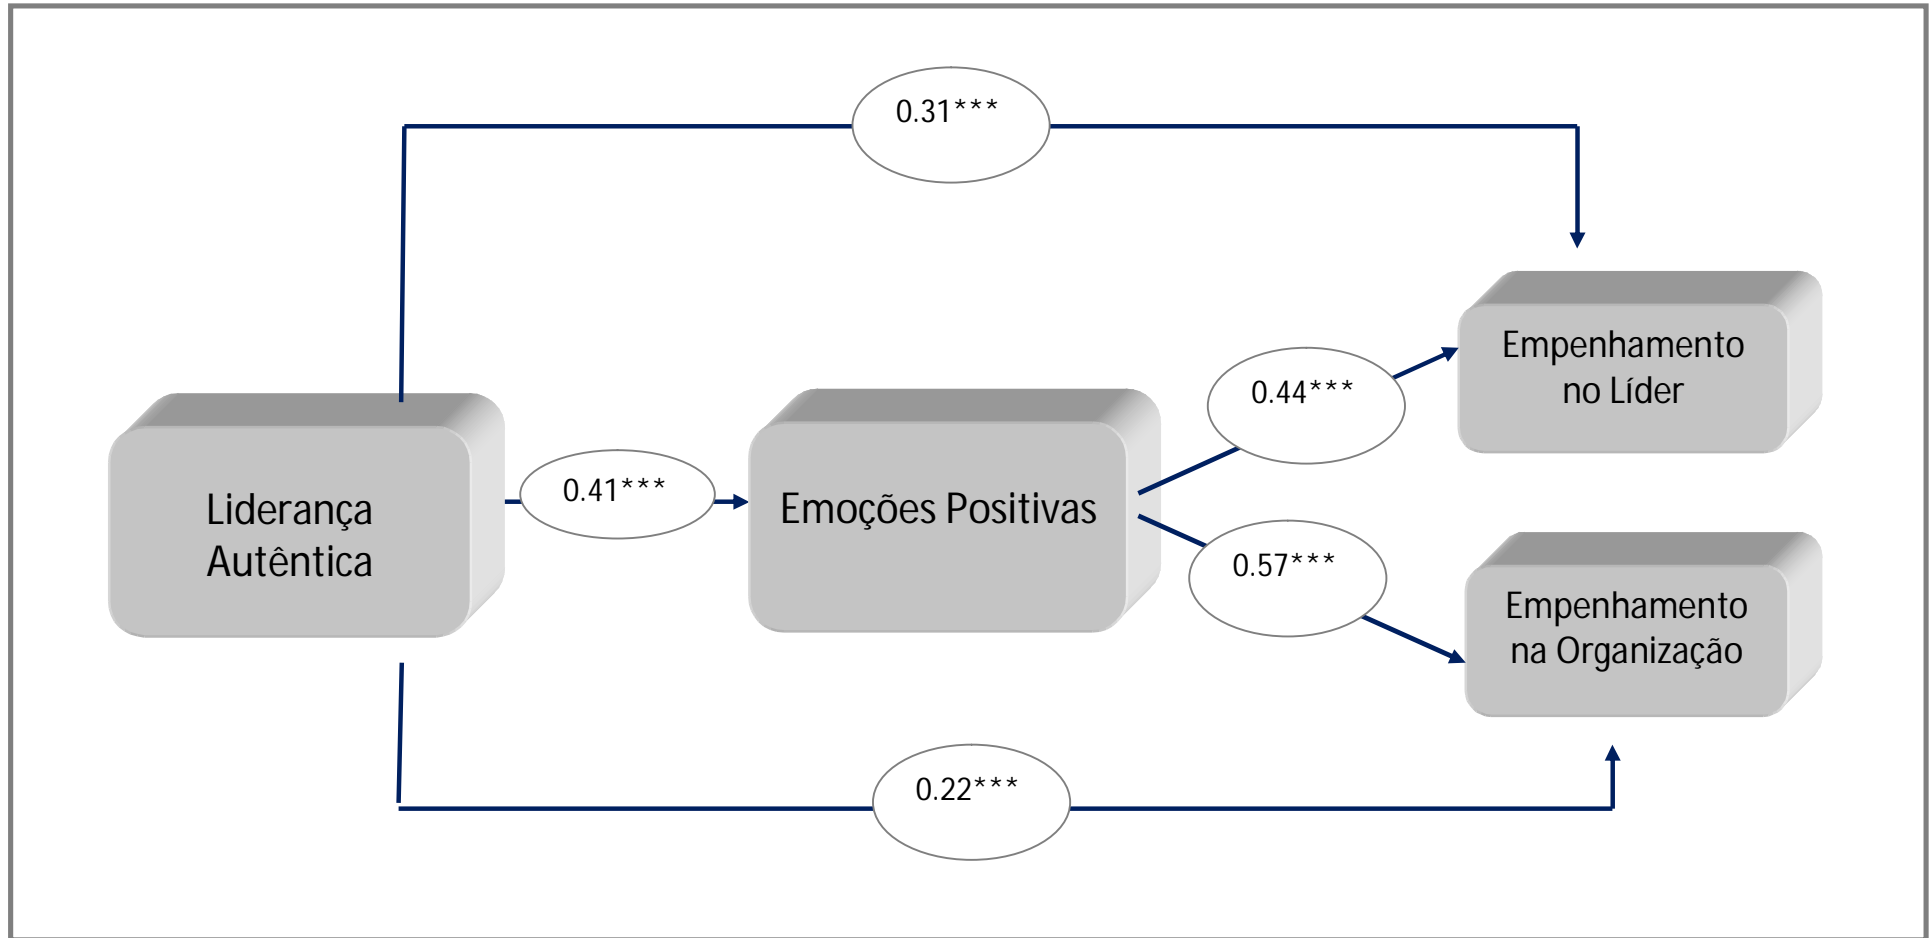 0.31***
Empenhamento
no Líder
0.44***
Liderança
Autêntica
0.41***
Emoções Positivas
0.57***
Empenhamento
na Organização
0.22***